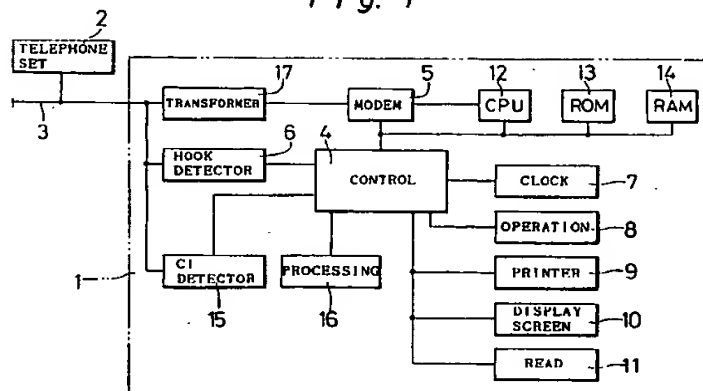 Fig. 1
2
TELEPHONE
SET
3
17
TRANSFORMER
5
MODEM
12
CPU
13
ROM
14
RAM
6
HOOK
DETECTOR
4
CONTROL
CLOCK
7
OPERATION
8
1
CI
DETECTOR
15
PROCESSING
16
PRINTER
9
DISPLAY
SCREEN
10
READ
11